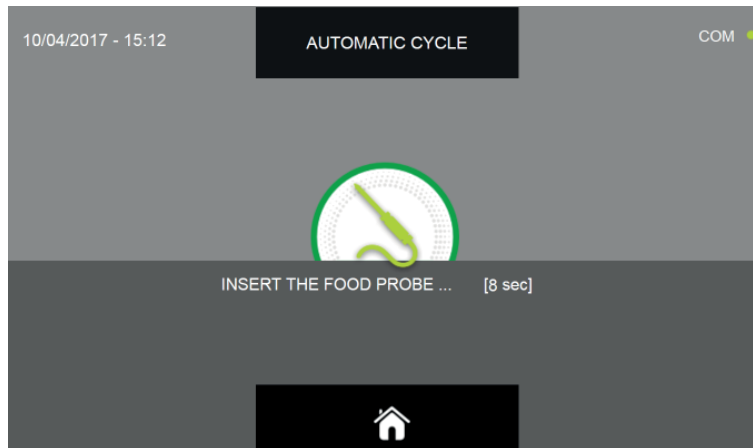 10/04/2017 - 15:12
AUTOMATIC CYCLE
COM
INSERT THE FOOD PROBE ... [8 sec]